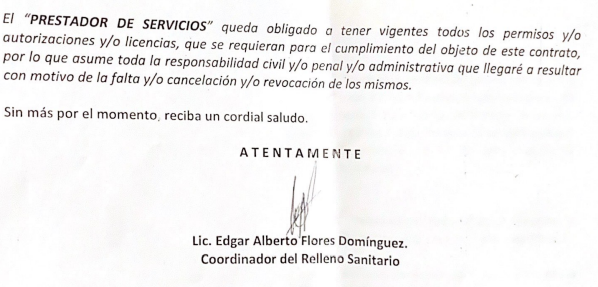 El “PRESTADOR DE SERVICIOS” queda obligado a tener vigentes todos los permisos y/o
autorizaciones y/o licencias, que se requieran para el cumplimiento del objeto de este contrato,
por lo que asume toda la responsabilidad civil y/o penal y/o administrativa que llegaré a resultar
con motivo de la falta y/o cancelación y/o revocación de los mismos.
Sin más por el momento, reciba un cordial saludo.
ATENTAMENTE
Lic. Edgar Alberto Flores Domínguez.
Coordinador del Relleno Sanitario